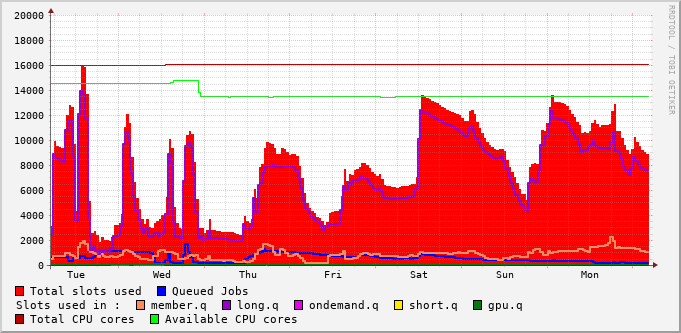 20000
18000
16000
14000
12000
10000
8000
6000
4000
2000
0
Tue Wed Thu Fri Sat Sun Mon
Total slots used Queued Jobs
Slots used in : member.q long.q ondemand.q short.q gpu.q
Total CPU cores Available CPU cores
RRDTOOL / TOBI OETIKER